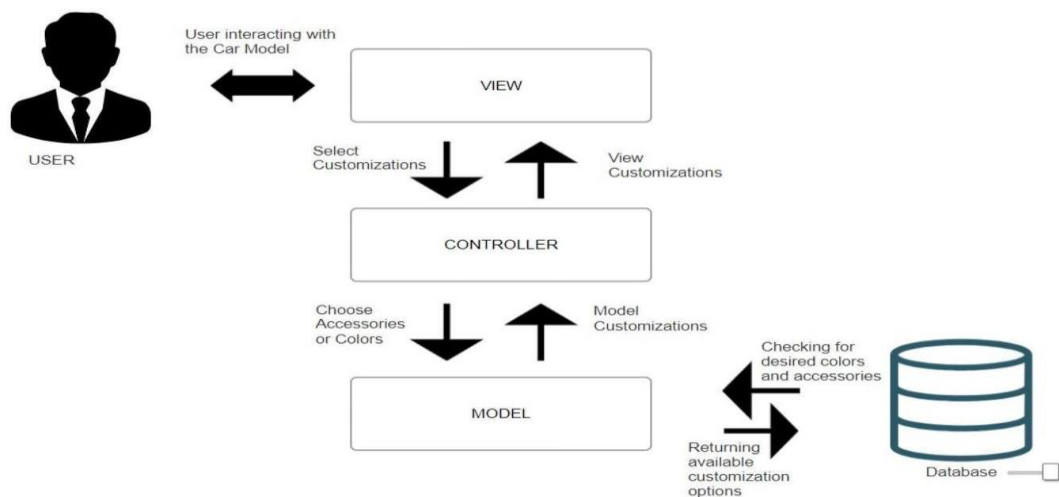 User interacting with
the Car Model
VIEW
USER
Select
Customizations
View
Customizations
CONTROLLER
Choose
Accessories
or Colors
Model
Customizations
Checking for
desired colors
and accessories
MODEL
Returning
available
customization
options
Database